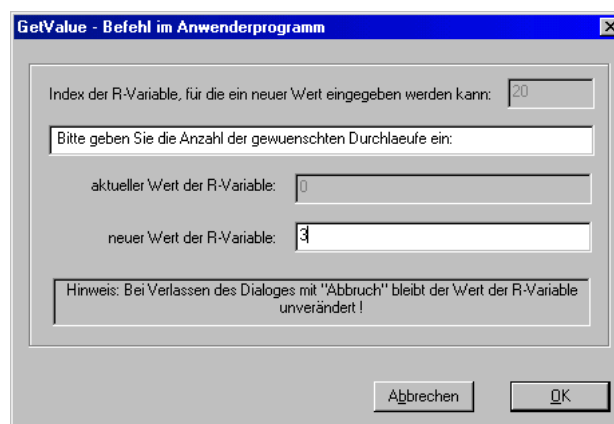 GetValue - Befehl im Anwenderprogramm
Index der R-Variable, für die ein neuer Wert eingegeben werden kann: 20
Bitte geben Sie die Anzahl der gewuenschten Durchlaeufe ein:
aktueller Wert der R-Variable: 0
neuer Wert der R-Variable: 3
Hinweis: Bei Verlassen des Dialoges mit "Abbruch" bleibt der Wert der R-Variable
unverändert !
Abbrechen OK